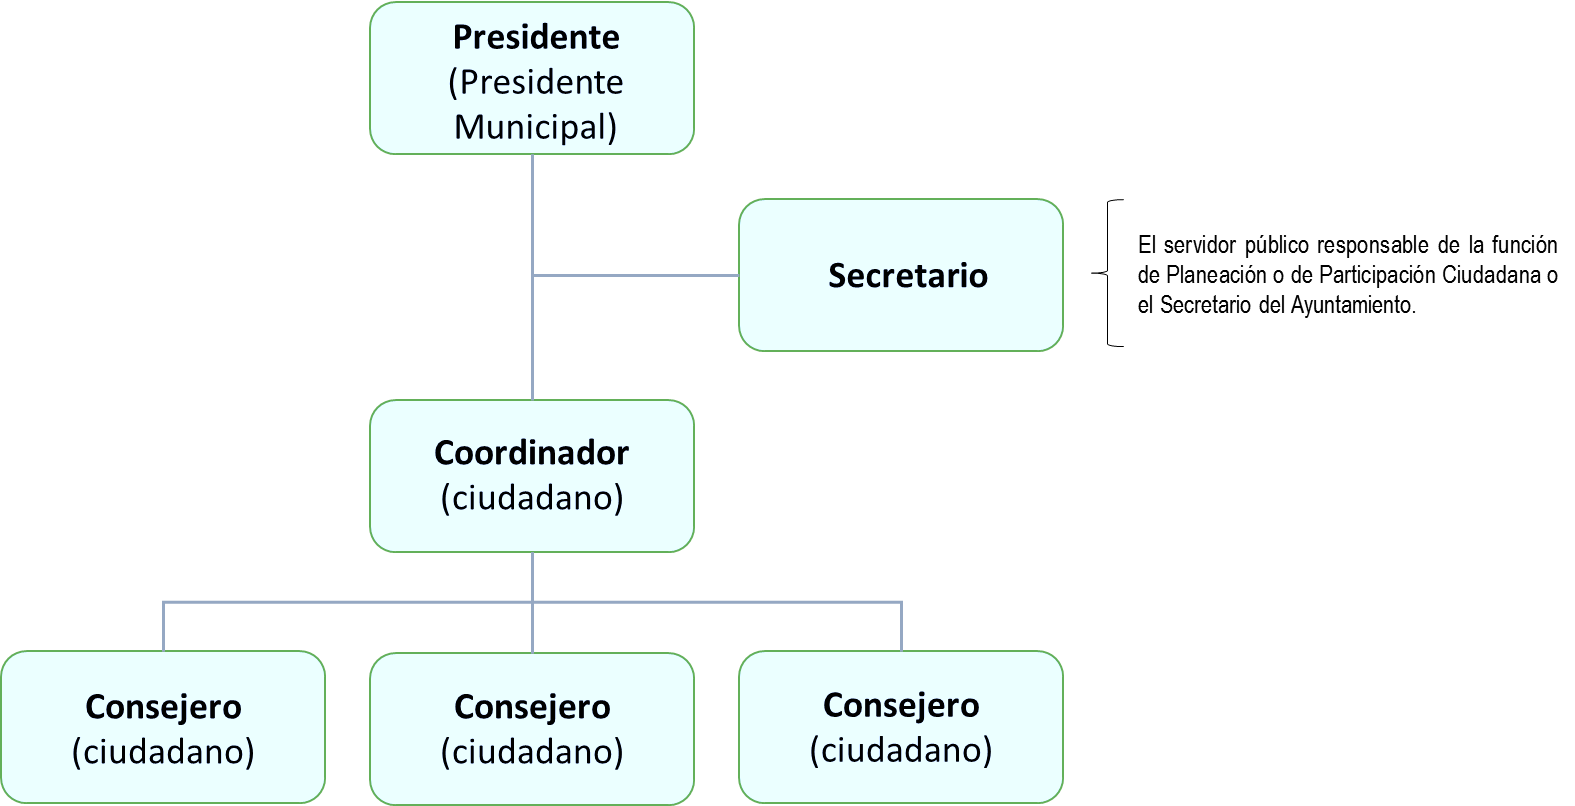 Presidente
(Presidente
Municipal)
Secretario
El servidor público responsable de la función
de Planeación o de Participación Ciudadana o
el Secretario del Ayuntamiento.
Coordinador
(ciudadano)
Consejero
(ciudadano)
Consejero
(ciudadano)
Consejero
(ciudadano)